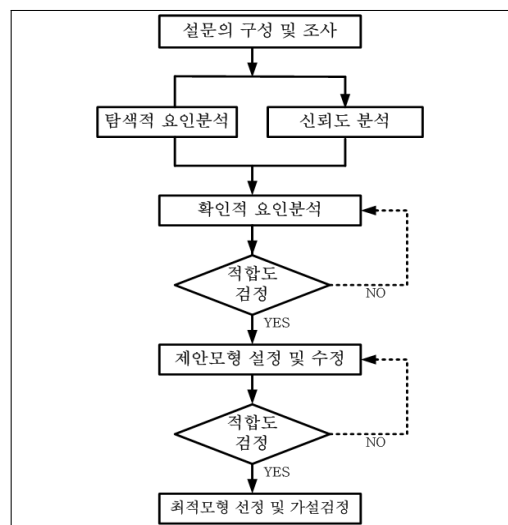 설문의 구성 및 조사
탐색적 요인분석
신뢰도 분석
확인적 요인분석
적합도
검정
NO
YES
제안모형 설정 및 수정
적합도
검정
NO
YES
최적모형 선정 및 가설검정